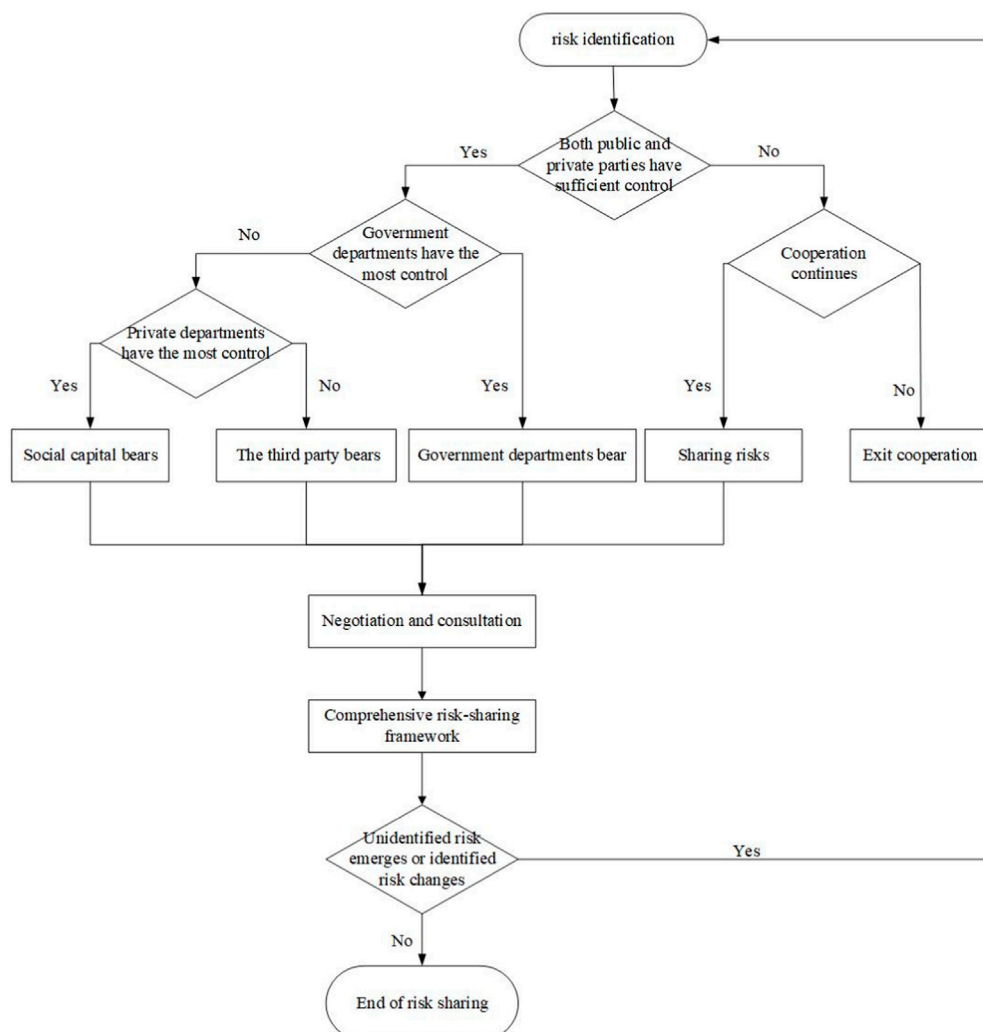 risk identification
Both public and
private parties have
sufficient control
Yes
No
Government
departments have the
most control
No
Cooperation
continues
Private departments
have the most control
Yes
No
Yes
Yes
No
Social capital bears
The third party bears
Government departments bear
Sharing risks
Exit cooperation
Negotiation and consultation
Comprehensive risk-sharing
framework
Unidentified risk
emerges or identified
risk changes
Yes
No
End of risk sharing